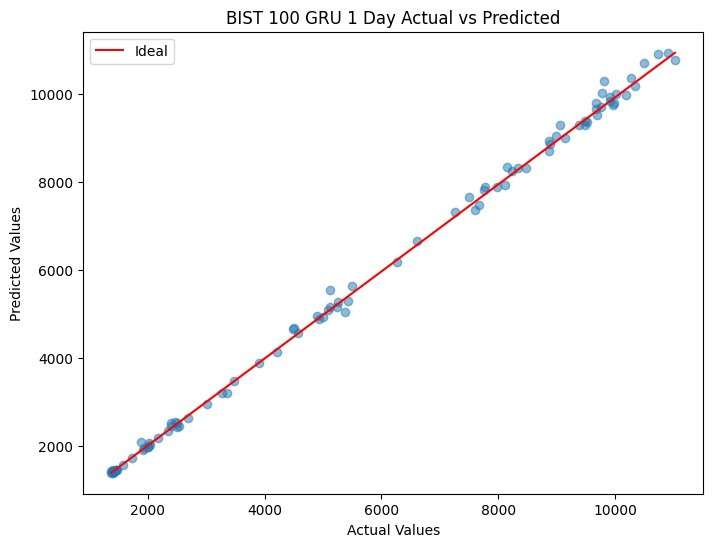 BIST 100 GRU 1 Day Actual vs Predicted
Ideal
10000
8000
6000
4000
2000
Predicted Values
2000 4000 6000 8000 10000
Actual Values